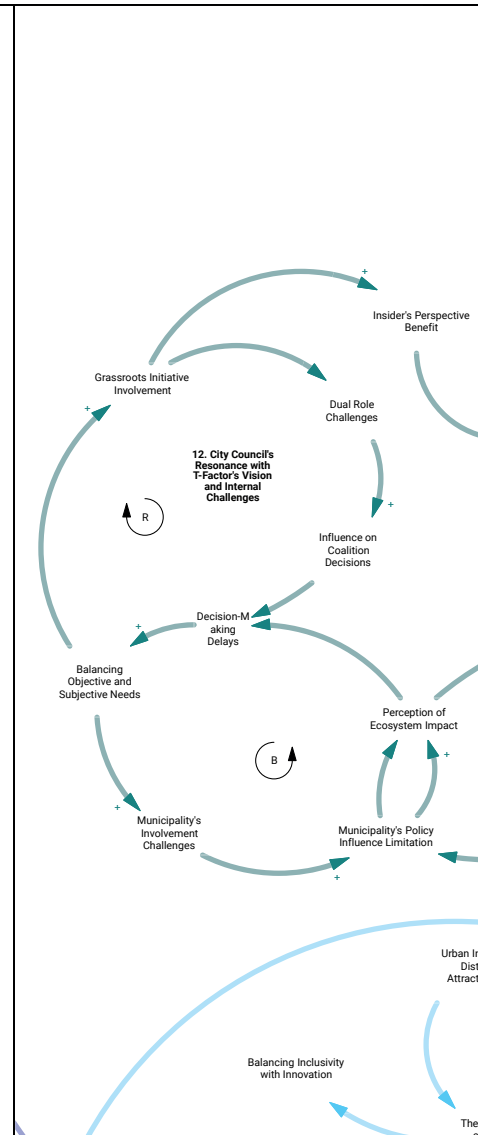 +
Insider's Perspective
Benefit
Grassroots Initiative
Involvement
+
Dual Role
Challenges
12. City Council's
Resonance with
T-Factor's Vision
and Internal
Challenges
+
R
Influence on
Coalition
Decisions
Decision-M
aking
Delays
+
Balancing
Objective and
Subjective Needs
Perception of
Ecosystem Impact
+
B
+
Municipality's
Involvement
Challenges
Municipality's Policy
Influence Limitation
+
Urban In
Dist
Attract
Balancing Inclusivity
with Innovation
The